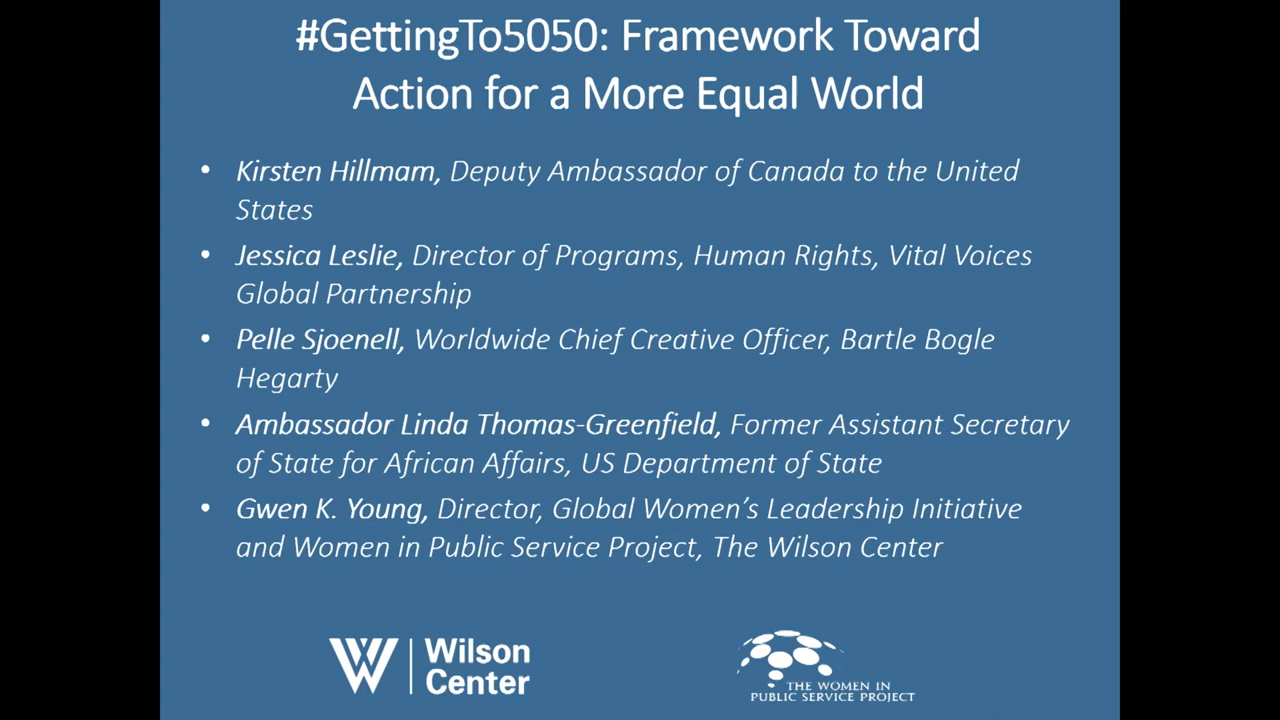 #GettingTo5050: Framework Toward
Action for a More Equal World
• Kirsten Hillmam, Deputy Ambassador of Canada to the United
States
• Jessica Leslie, Director of Programs, Human Rights, Vital Voices
Global Partnership
• Pelle Sjoenell, Worldwide Chief Creative Officer, Bartle Bogle
Hegarty
• Ambassador Linda Thomas-Greenfield, Former Assistant Secretary
of State for African Affairs, US Department of State
• Gwen K. Young, Director, Global Women’s Leadership Initiative
and Women in Public Service Project, The Wilson Center
Wilson
Center
THE WOMEN IN
PUBLIC SERVICE PROJECT